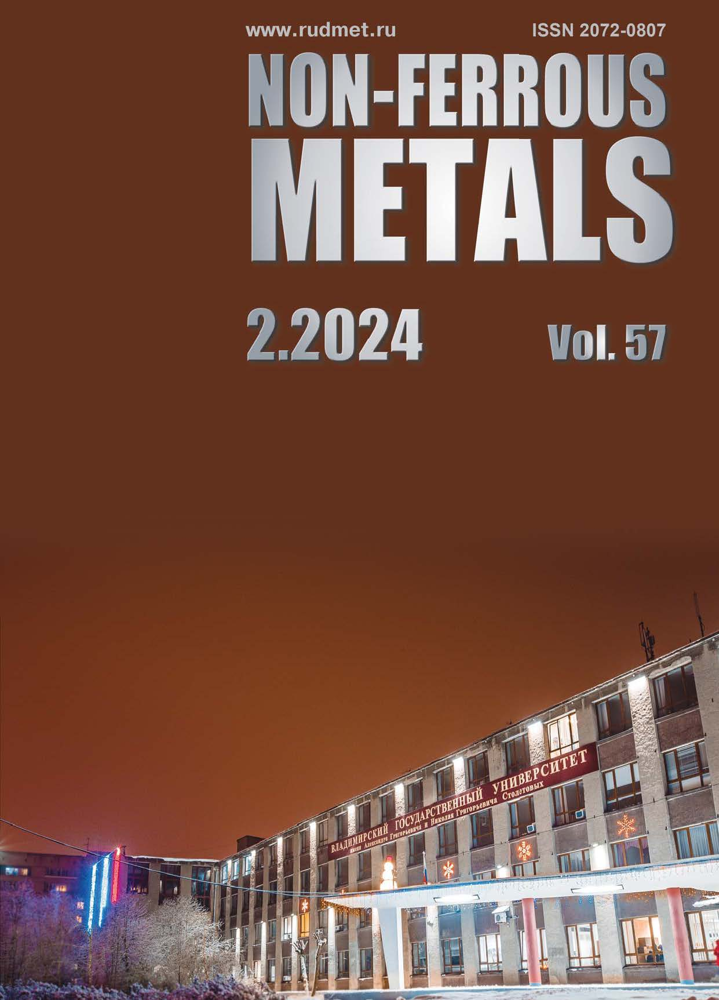 www.rudmet.ru ISSN 2072-0807
NON-FERROUS
METALS
2.2024 Vol. 57
ВЛАДИМИРСКИЙ ГОСУДАРСТВЕННЫЙ УНИВЕРСИТЕТ
имени Александра Григорьевича и Николая Григорьевича Столетовых